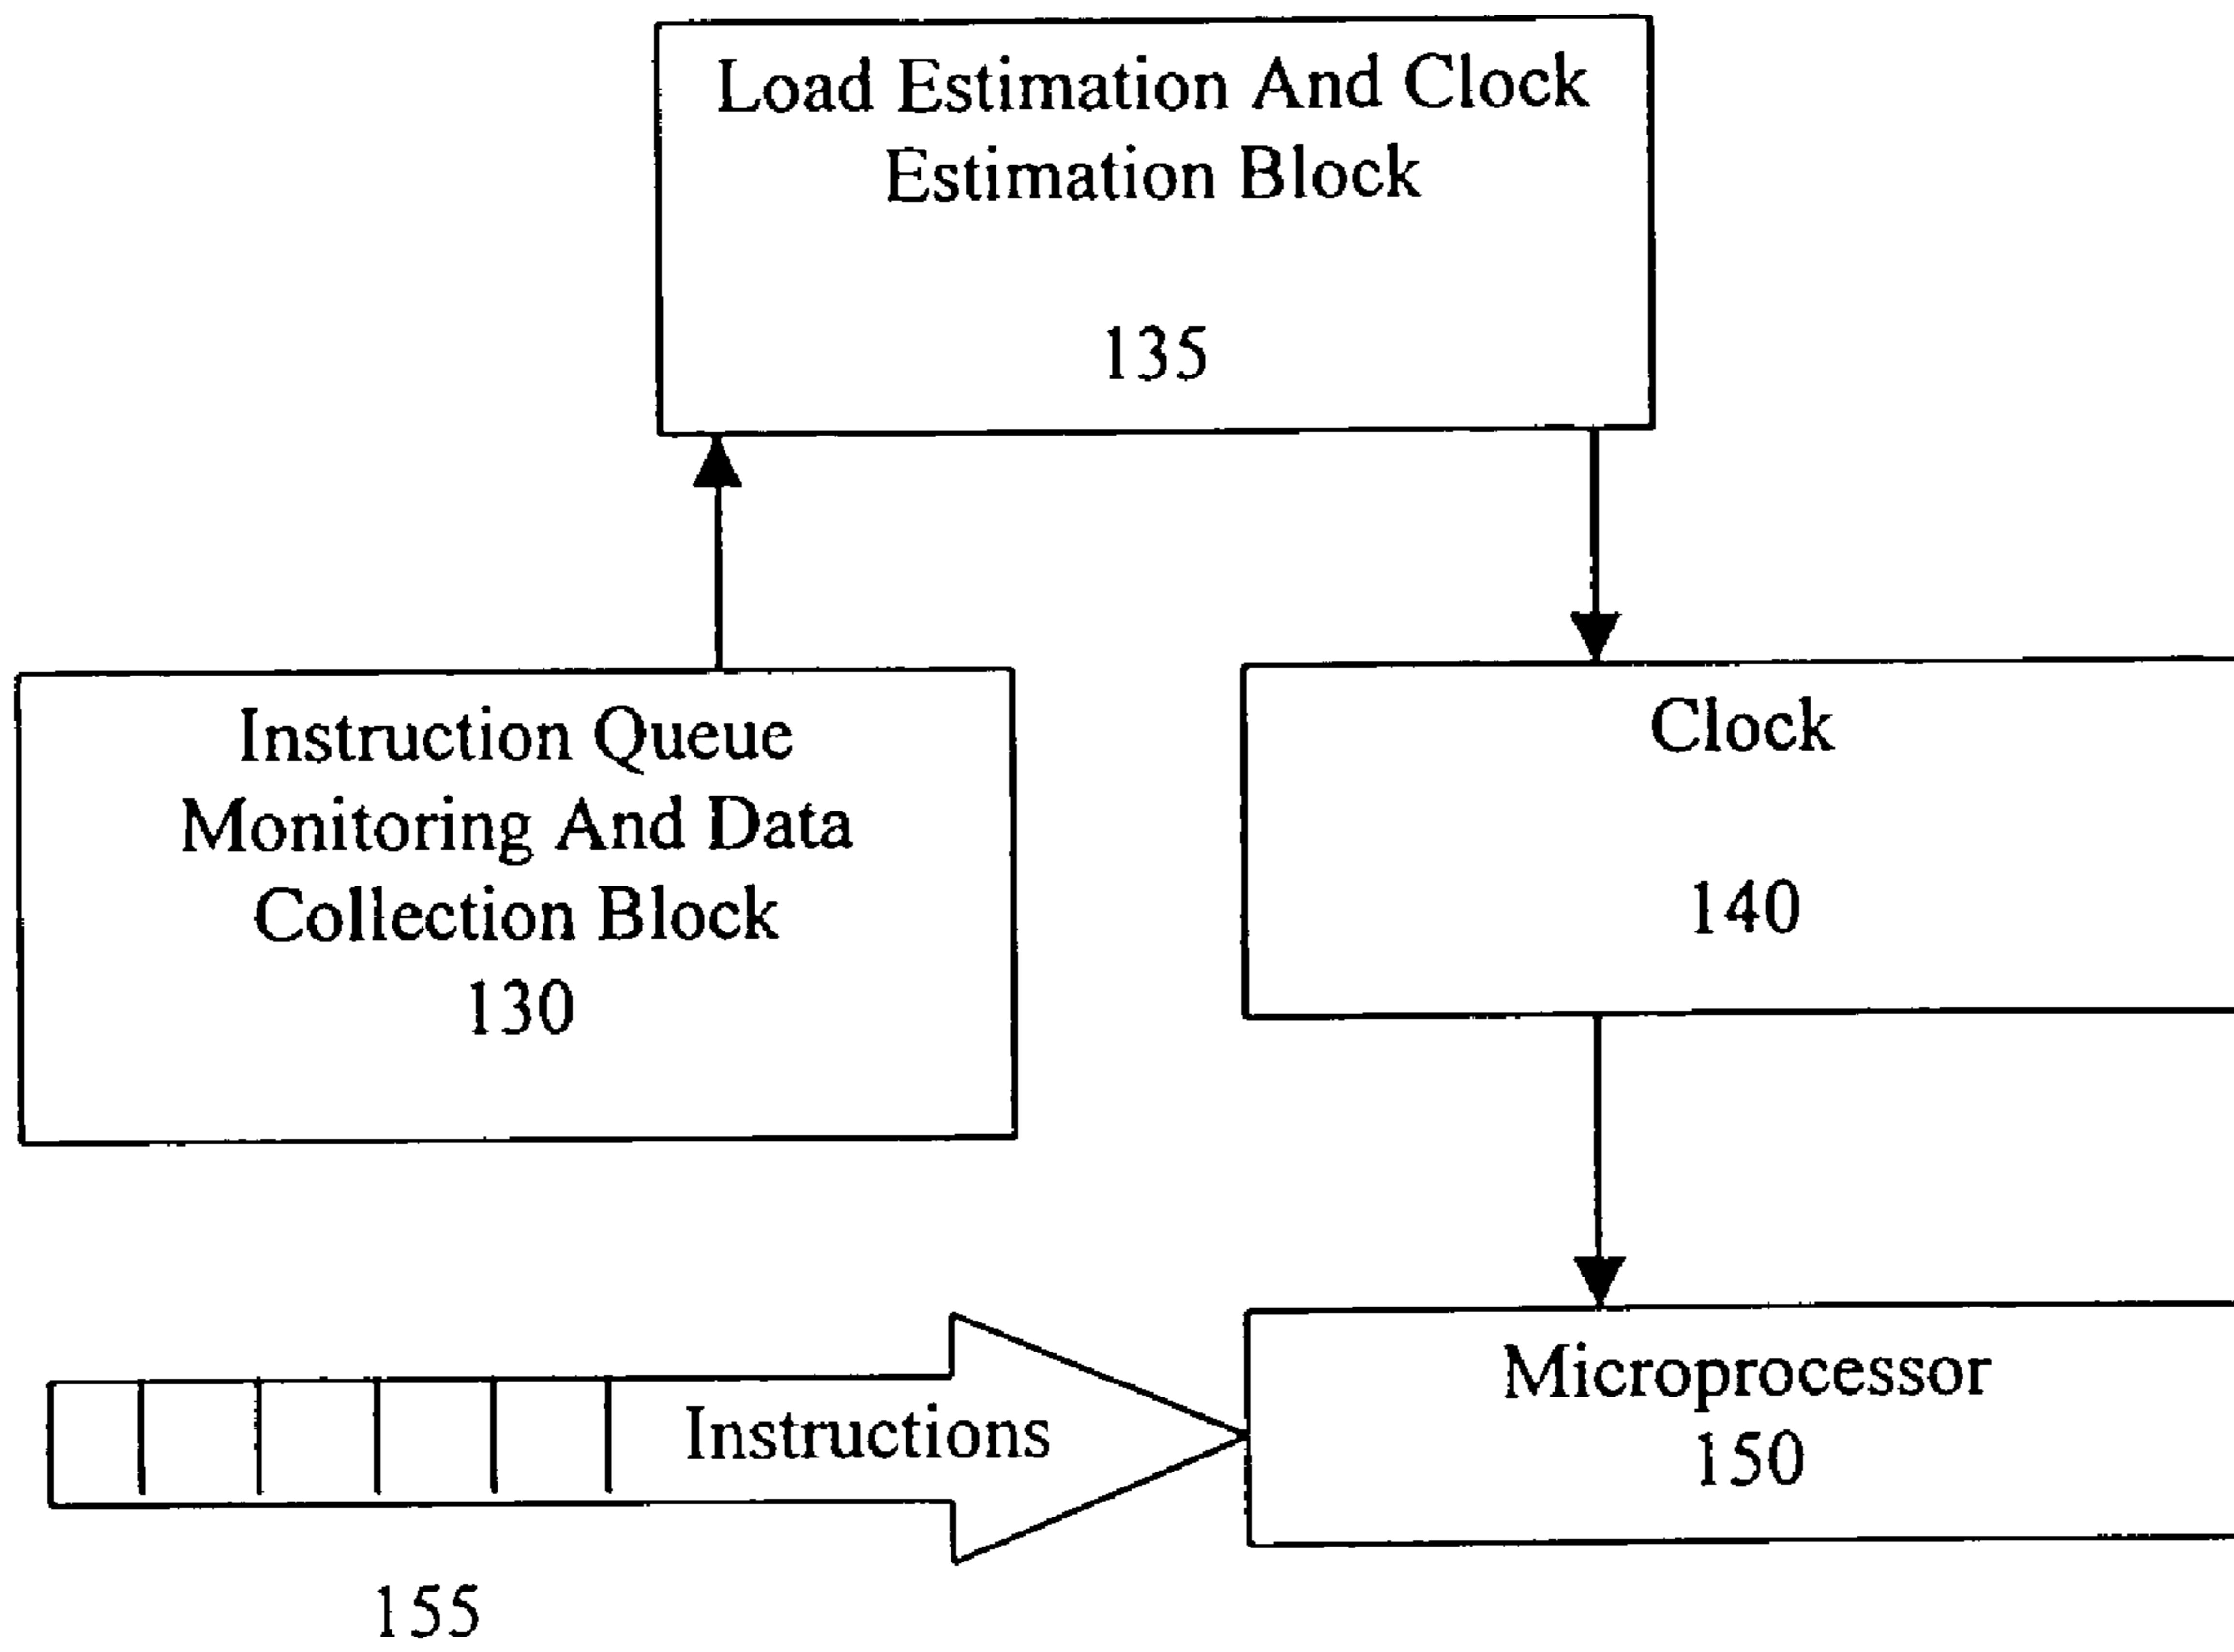 Load Estimation And Clock
Estimation Block
135
Instruction Queue
Monitoring And Data
Collection Block
130
Clock
140
Instructions
155
Microprocessor
150